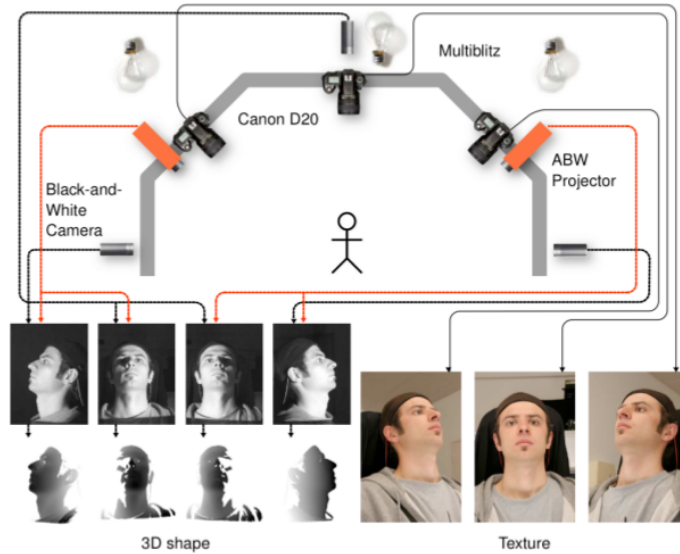 Multiblitz
Canon D20
ABW
Projector
Black-and-
White
Camera
3D shape
Texture